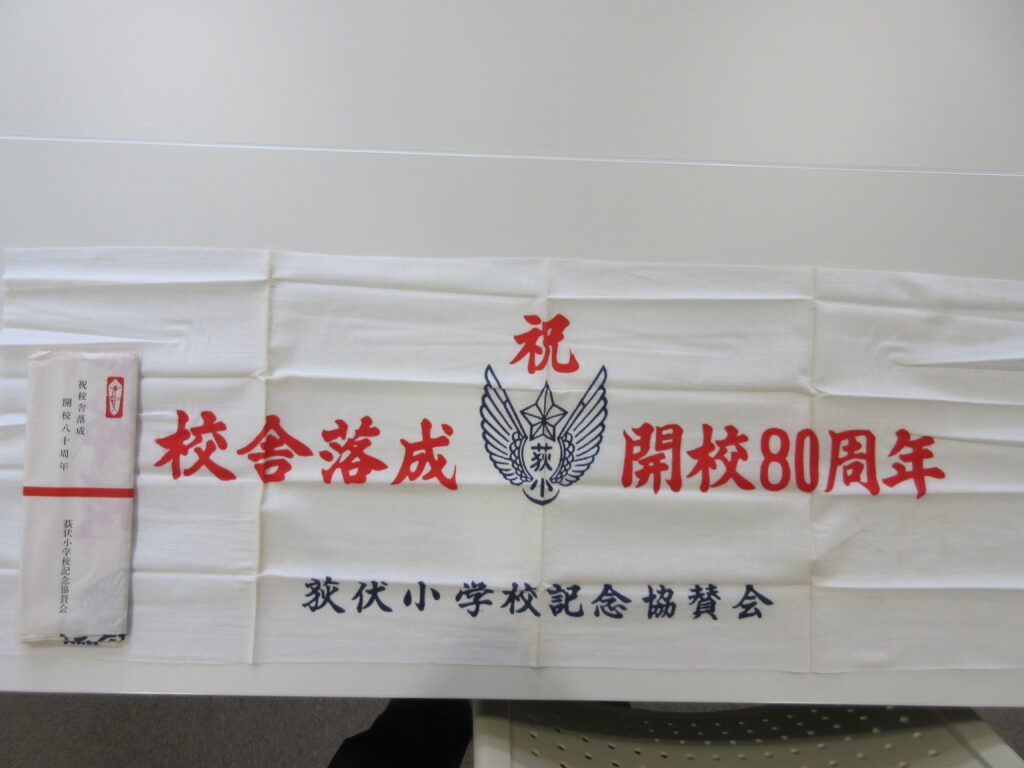 祝
校舎落成
荻
小
開校80周年
荻伏小学校記念協賛会
祝校舎落成
開校八十周年
荻伏小学校記念協賛会